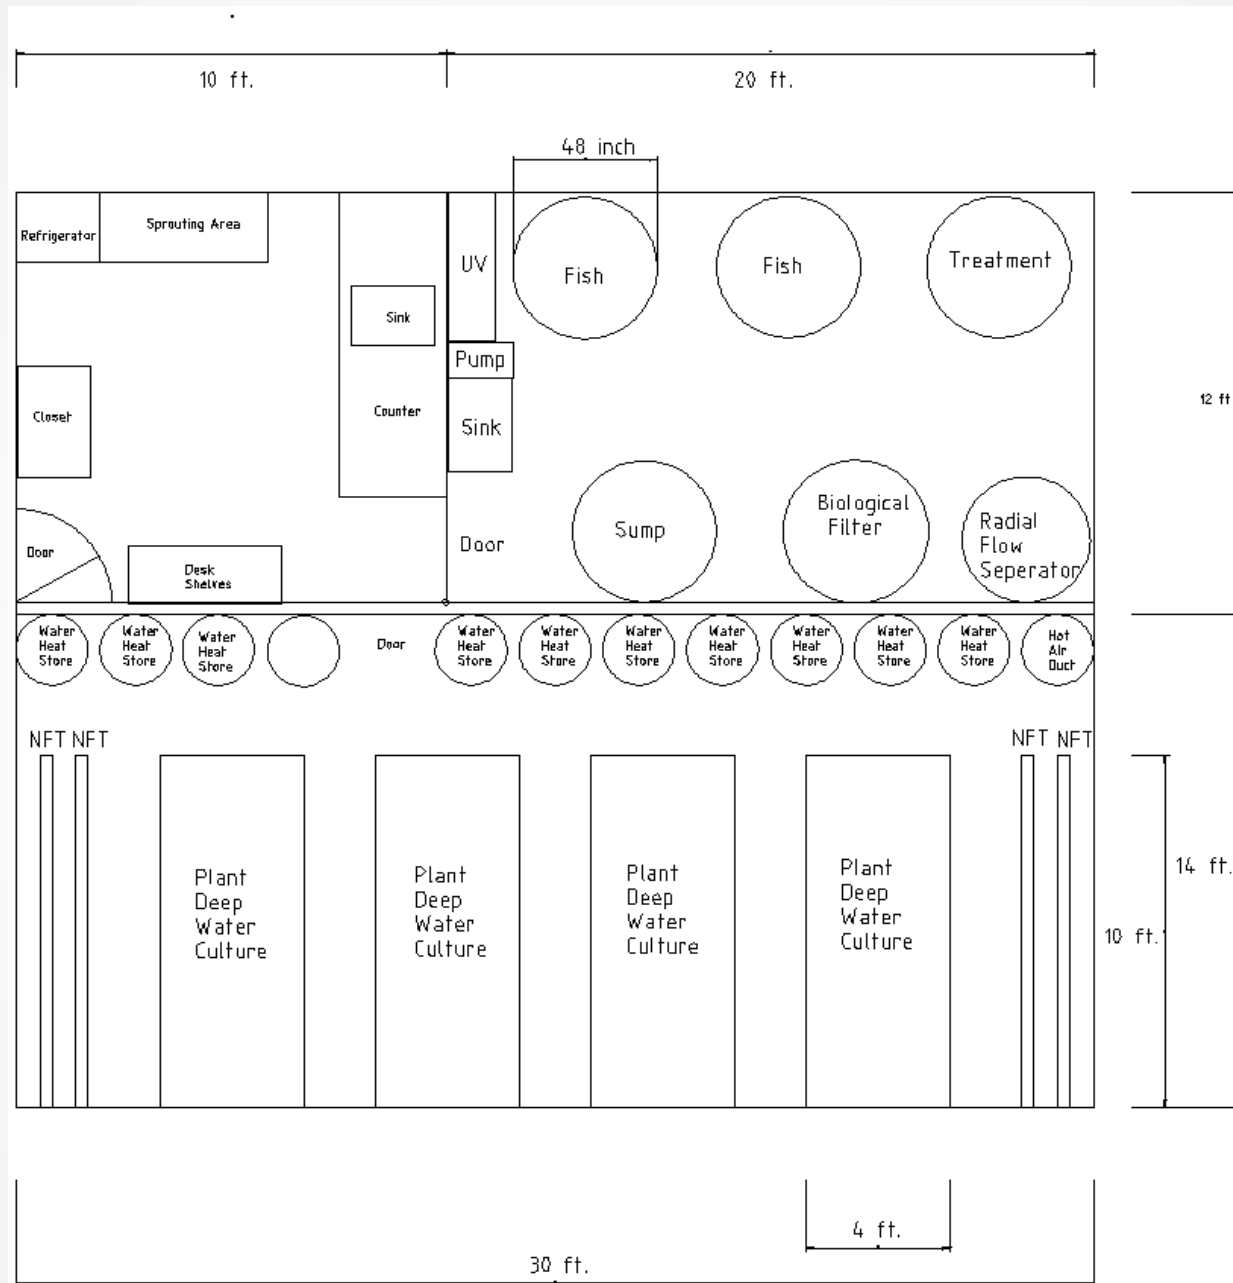 10 ft.
20 ft.
48 inch
Refrigerator
Sprouting Area
UV
Fish
Fish
Treatment
Sink
Pump
12 ft
Closet
Counter
Sink
Door
Desk
Shelves
Door
Sump
Biological
Filter
Radial
Flow
Seperator
Water
Heat
Store
Water
Heat
Store
Water
Heat
Store
Door
Water
Heat
Store
Water
Heat
Store
Water
Heat
Store
Water
Heat
Store
Water
Heat
Store
Water
Heat
Store
Water
Heat
Store
Hot
Air
Duct
NFT NFT
NFT NFT
Plant
Deep
Water
Culture
Plant
Deep
Water
Culture
Plant
Deep
Water
Culture
Plant
Deep
Water
Culture
14 ft.
10 ft.
4 ft.
30 ft.